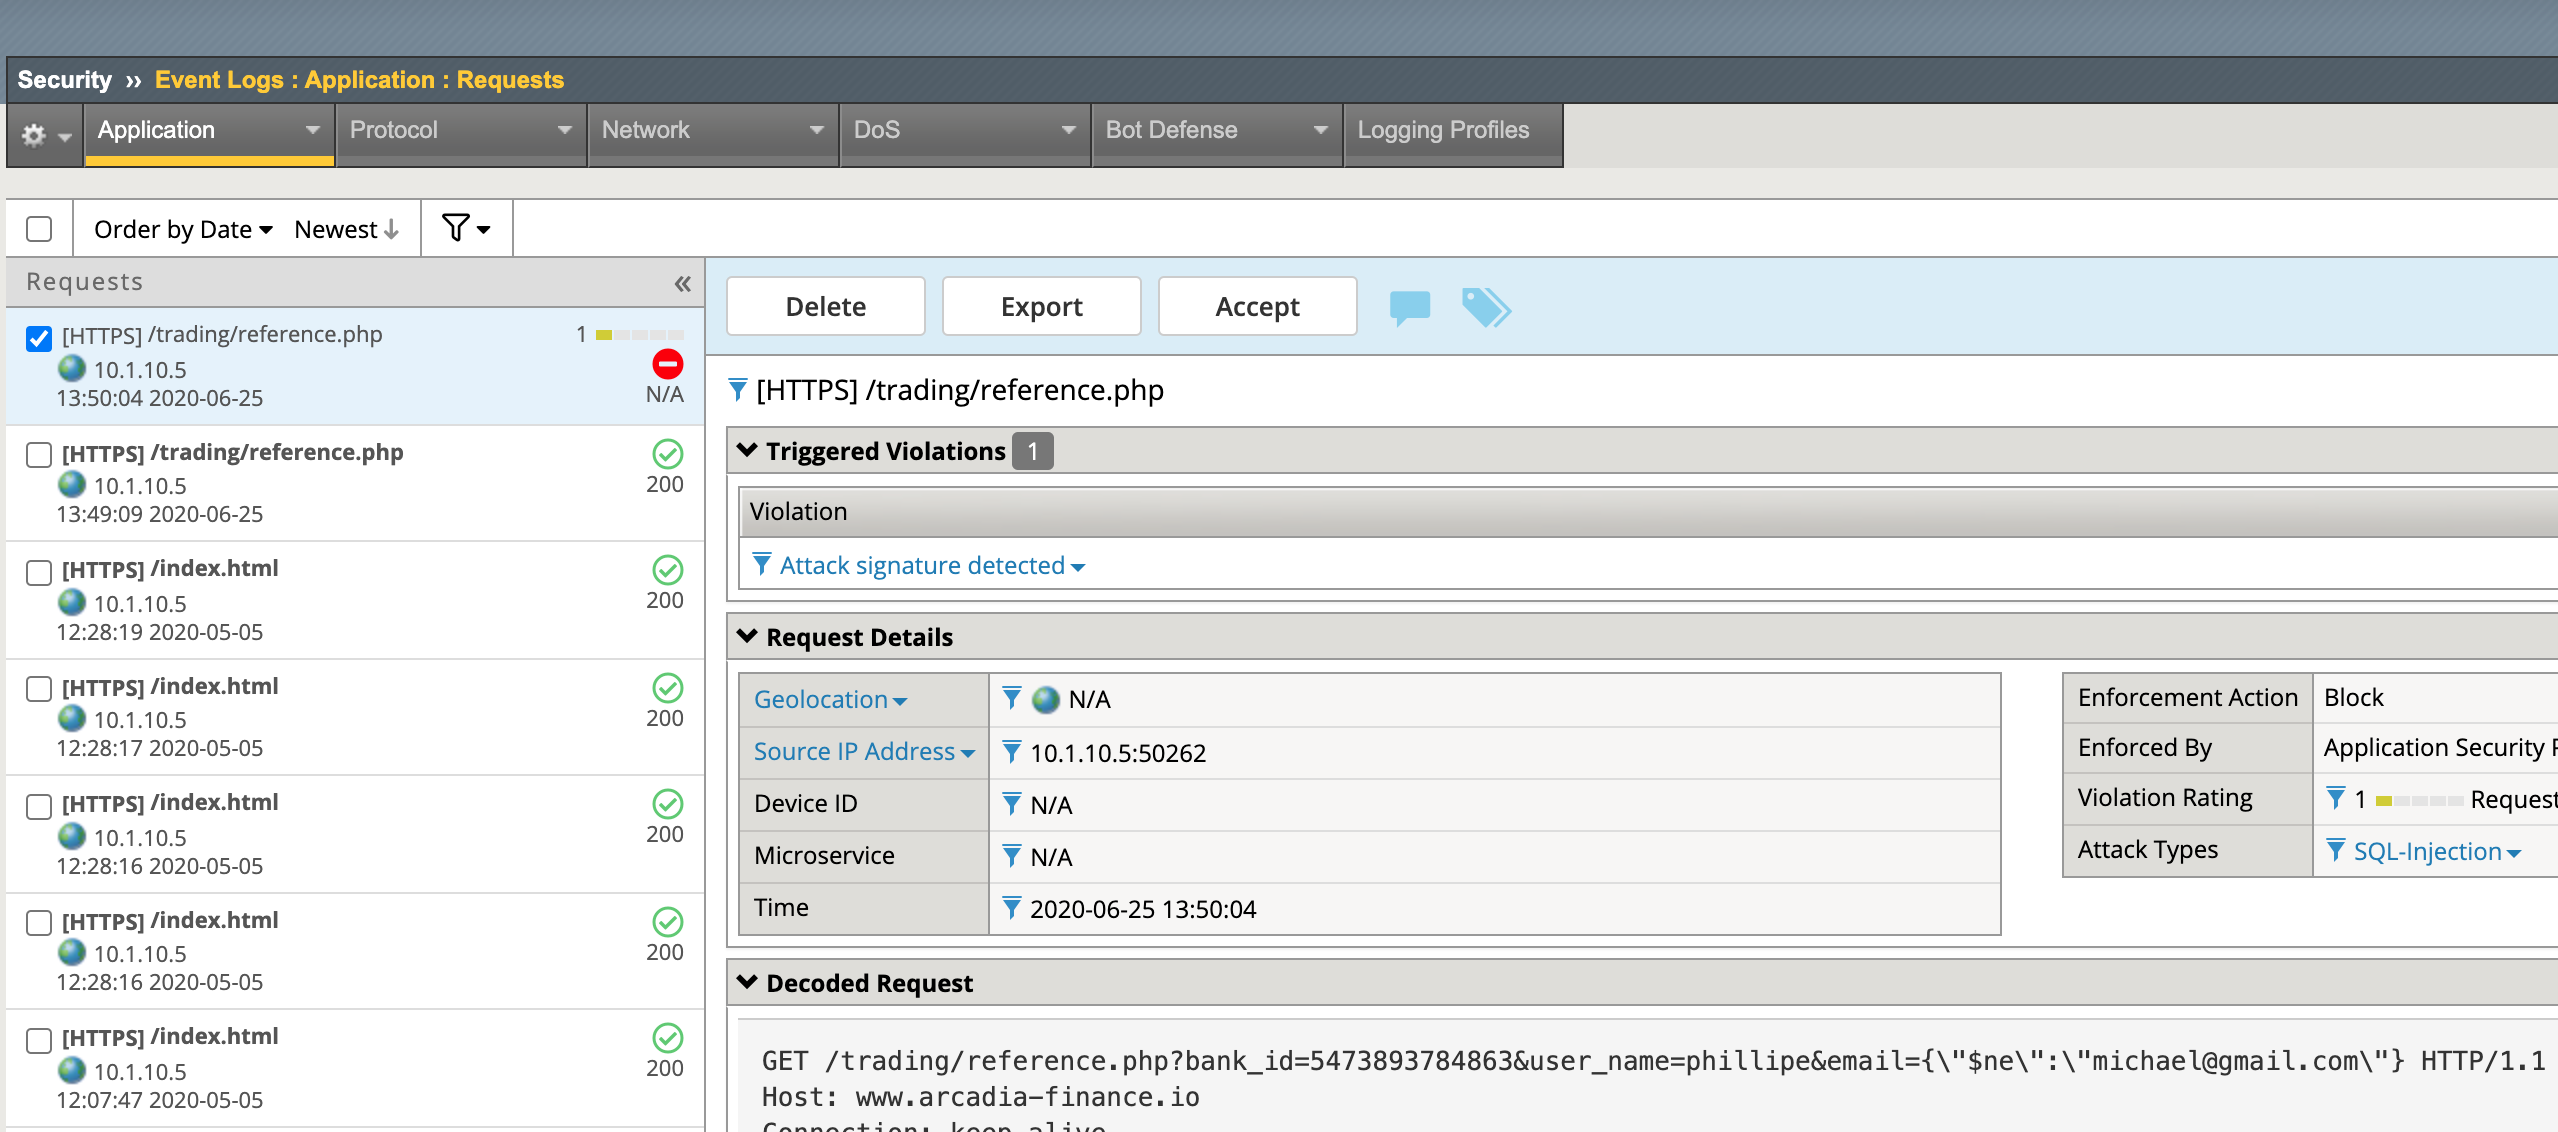 Security » Event Logs : Application : Requests
Application Protocol Network DoS Bot Defense Logging Profiles
Order by Date Newest
Requests
[HTTPS] /trading/reference.php 1
10.1.10.5
13:50:04 2020-06-25 N/A
[HTTPS] /trading/reference.php
10.1.10.5 200
13:49:09 2020-06-25
[HTTPS] /index.html
10.1.10.5 200
12:28:19 2020-05-05
[HTTPS] /index.html
10.1.10.5 200
12:28:17 2020-05-05
[HTTPS] /index.html
10.1.10.5 200
12:28:16 2020-05-05
[HTTPS] /index.html
10.1.10.5 200
12:28:16 2020-05-05
[HTTPS] /index.html
10.1.10.5 200
12:07:47 2020-05-05
Delete Export Accept
[HTTPS] /trading/reference.php
Triggered Violations 1
Violation
Attack signature detected
Request Details
Geolocation N/A
Source IP Address 10.1.10.5:50262
Device ID N/A
Microservice N/A
Time 2020-06-25 13:50:04
Enforcement Action Block
Enforced By Application Security
Violation Rating 1 Request
Attack Types SQL-Injection
Decoded Request
GET /trading/reference.php?bank_id=5473893784863&user_name=phillipe&email={\"$ne\":\"michael@gmail.com\"} HTTP/1.1
Host: www.arcadia-finance.io
Connection: keep-alive